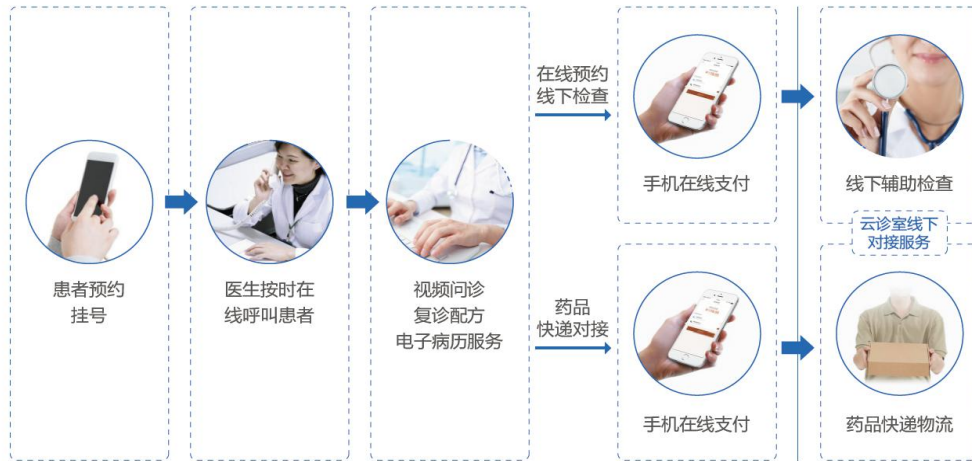 患者预约
挂号
医生按时在
线呼叫患者
视频问诊
复诊配方
电子病历服务
在线预约
线下检查
手机在线支付
线下辅助检查
云诊室线下
对接服务
药品
快递对接
手机在线支付
药品快递物流